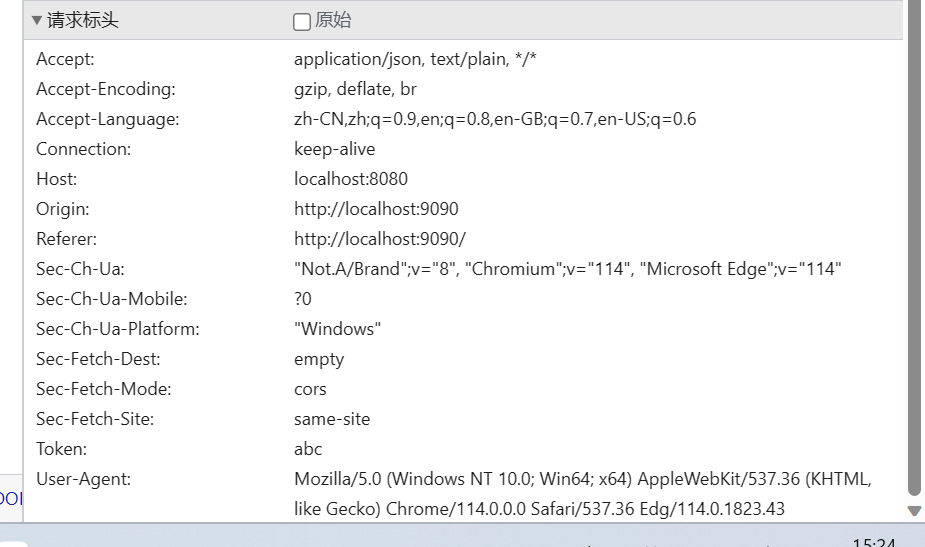 请求标头 原始
Accept: application/json, text/plain, */*
Accept-Encoding: gzip, deflate, br
Accept-Language: zh-CN,zh;q=0.9,en;q=0.8,en-GB;q=0.7,en-US;q=0.6
Connection: keep-alive
Host: localhost:8080
Origin: http://localhost:9090
Referer: http://localhost:9090/
Sec-Ch-Ua: "Not.A/Brand";v="8", "Chromium";v="114", "Microsoft Edge";v="114"
Sec-Ch-Ua-Mobile: ?0
Sec-Ch-Ua-Platform: "Windows"
Sec-Fetch-Dest: empty
Sec-Fetch-Mode: cors
Sec-Fetch-Site: same-site
Token: abc
User-Agent: Mozilla/5.0 (Windows NT 10.0; Win64; x64) AppleWebKit/537.36 (KHTML,
like Gecko) Chrome/114.0.0.0 Safari/537.36 Edg/114.0.1823.43
15:24